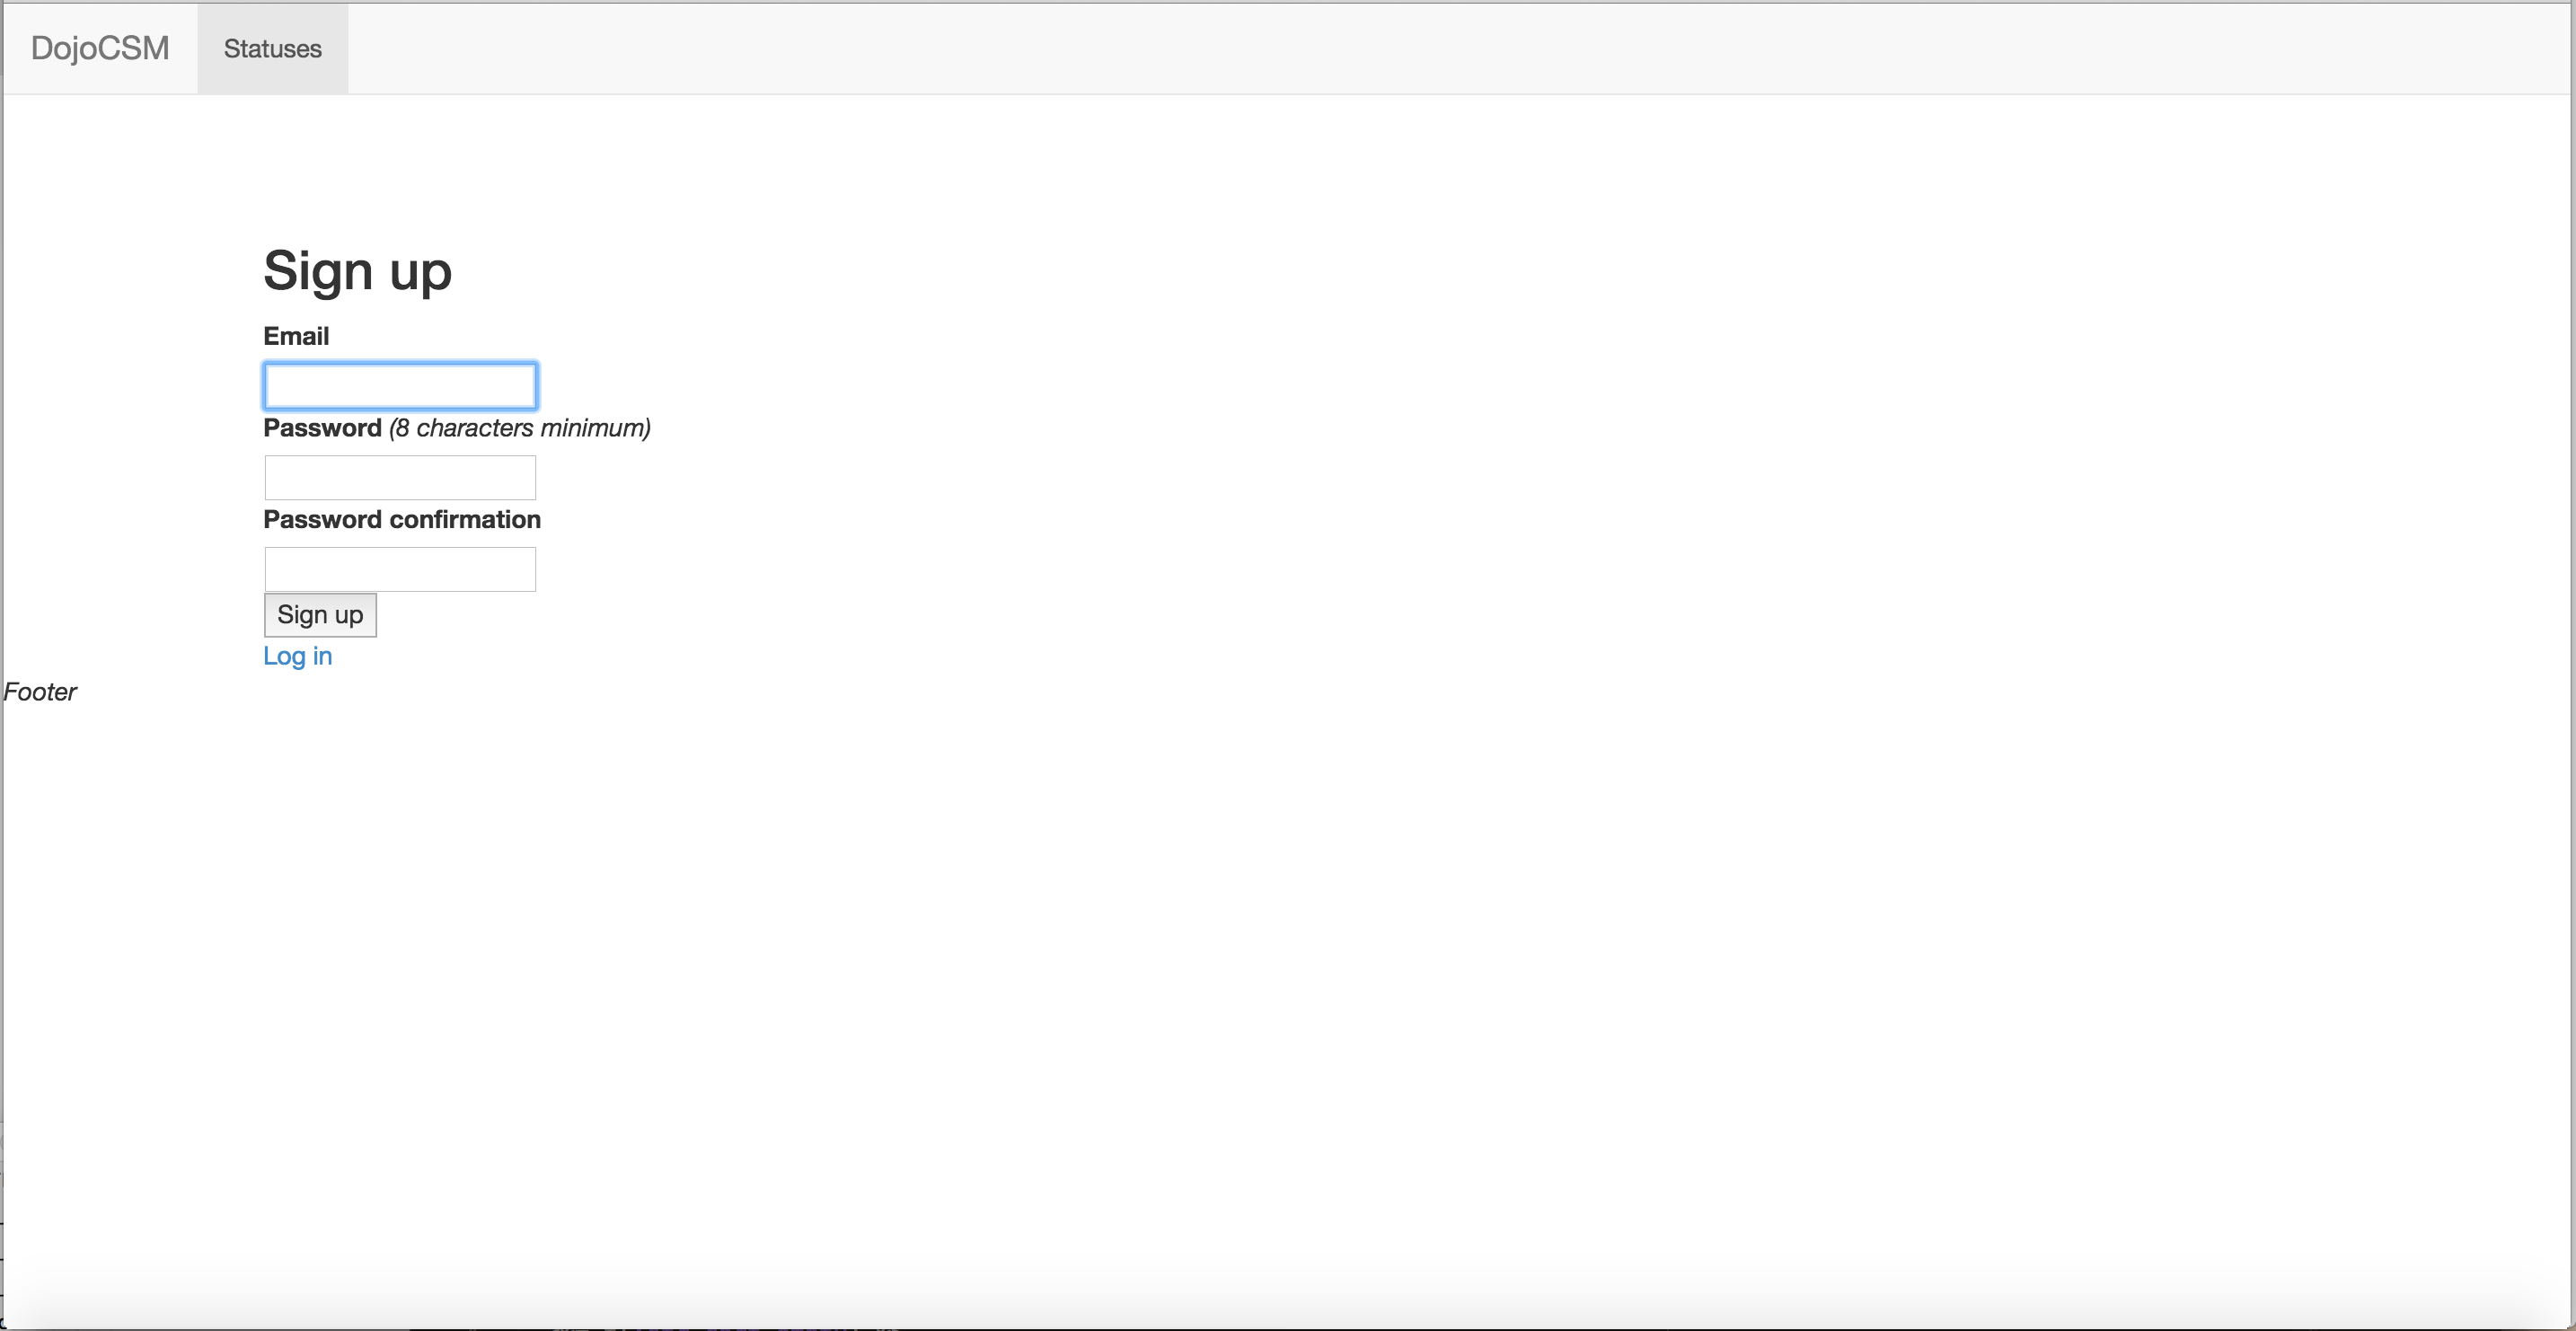 DojoCSM Statuses
Sign up
Email
Password (8 characters minimum)
Password confirmation
Sign up
Log in
Footer